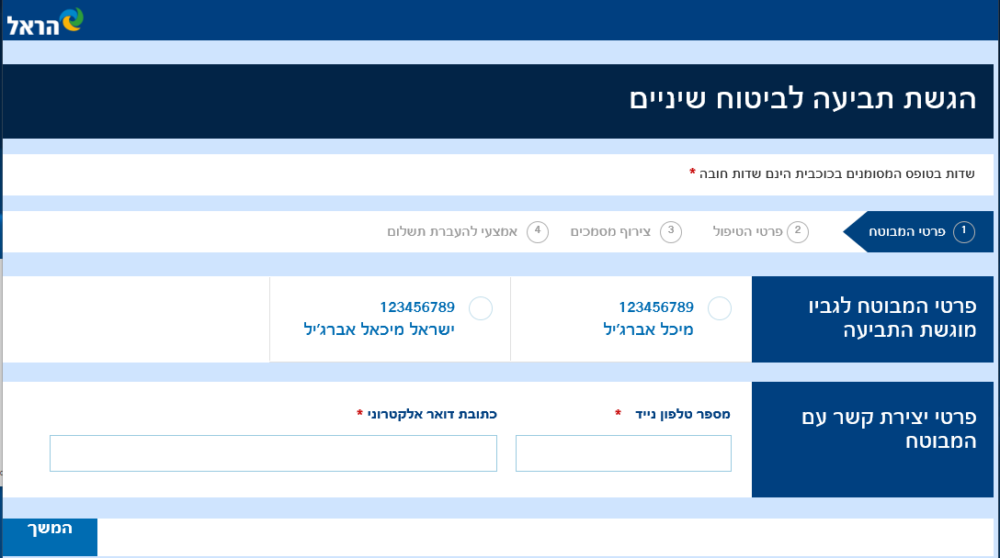 הראל
הגשת תביעה לביטוח שיניים
שדות בטופס המסומנים בכוכבית הינם שדות חובה *
1 פרטי המבוטח
2 פרטי הטיפול
3 צירוף מסמכים
4 אמצעי להעברת תשלום
פרטי המבוטח לגביו
מוגשת התביעה
123456789
מיכל אברג'יל
123456789
ישראל מיכאל אברג'יל
פרטי יצירת קשר עם
המבוטח
מספר טלפון נייד *
כתובת דואר אלקטרוני *
המשך